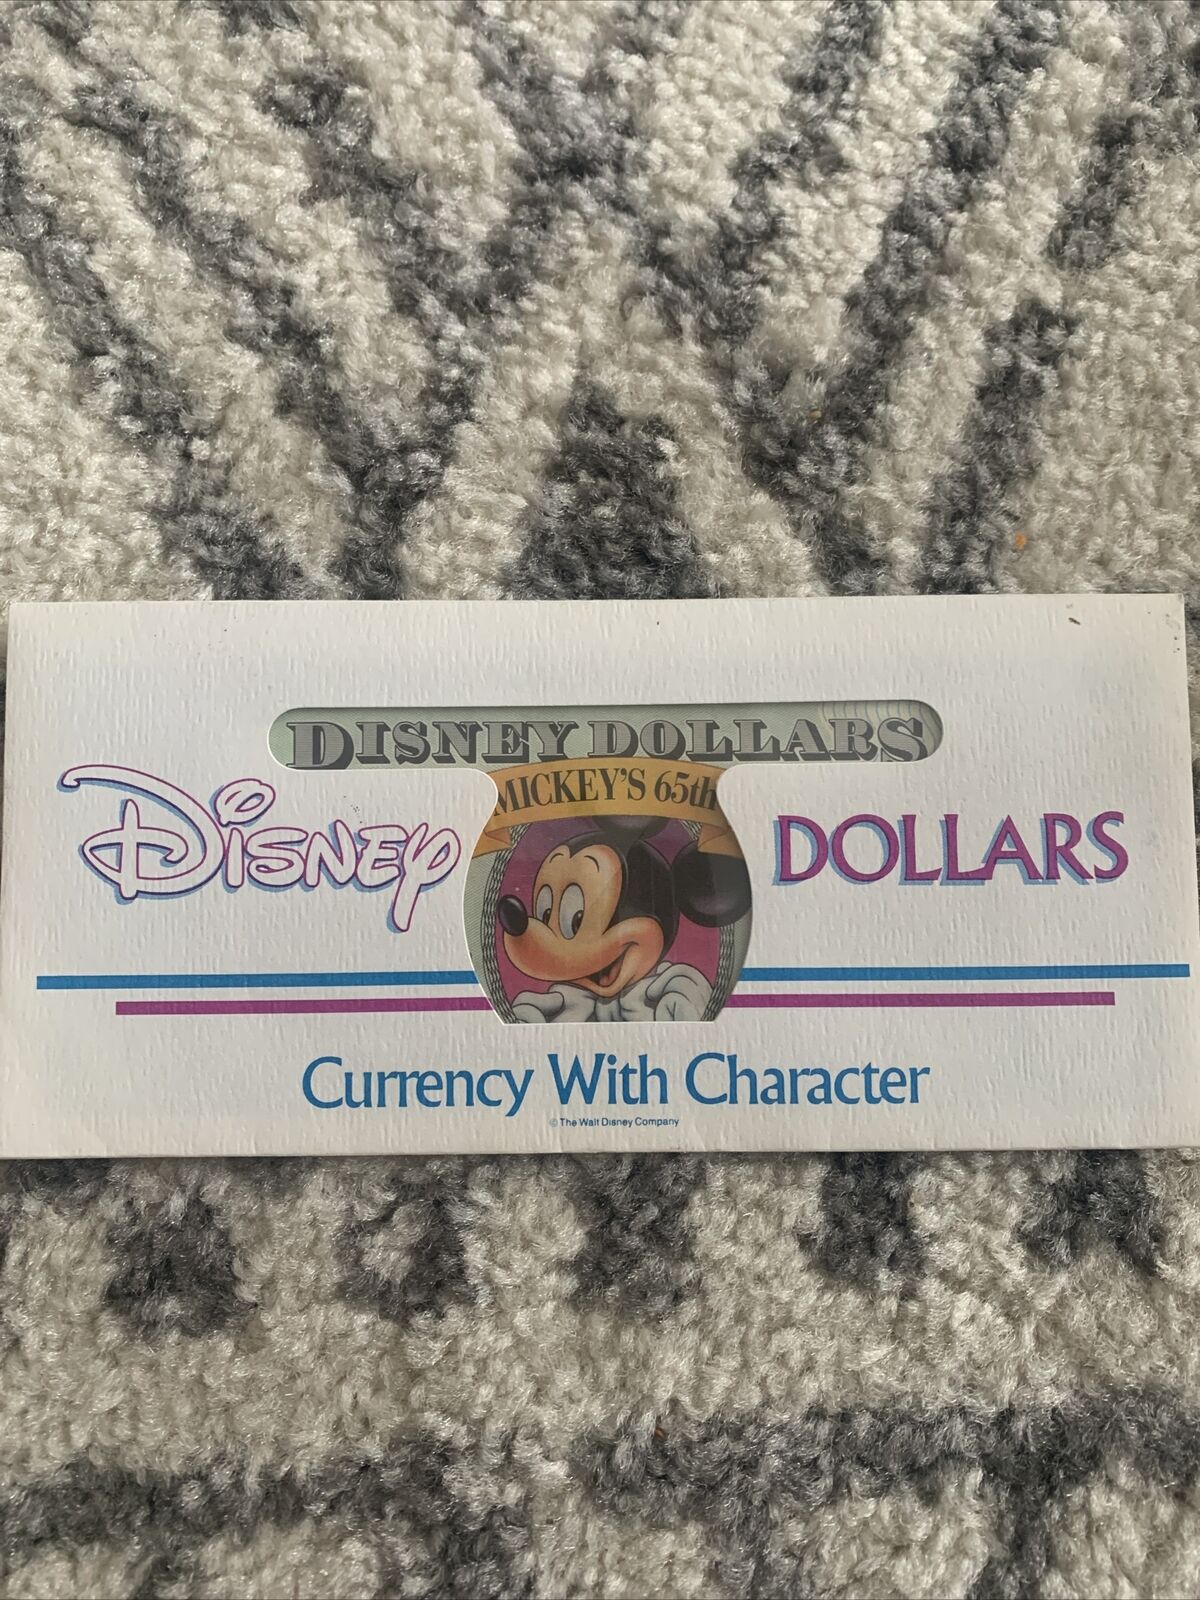 DISNEY DOLLARS
MICKEY'S 65th
Disney DOLLARS
Currency With Character
© The Walt Disney Company